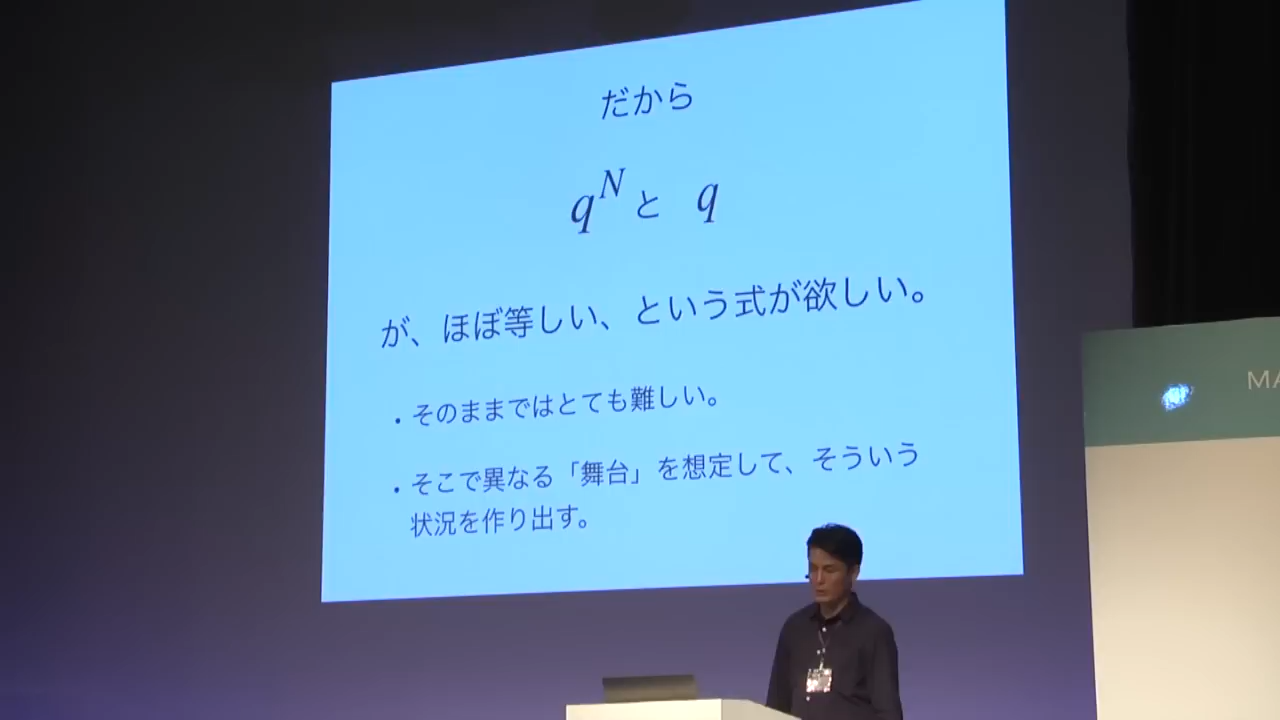 だから
q^N と q
が、ほぼ等しい、という式が欲しい。
・そのままではとても難しい。
・そこで異なる「舞台」を想定して、そういう
状況を作り出す。
MA